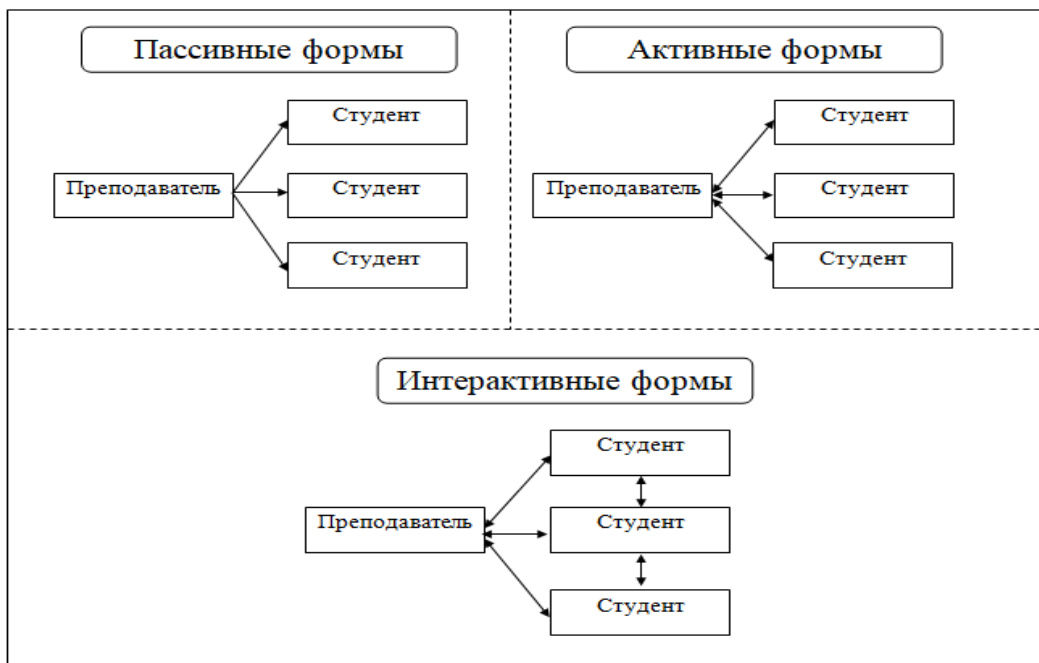 Пассивные формы
Студент
Преподаватель
Студент
Студент
Активные формы
Студент
Преподаватель
Студент
Студент
Интерактивные формы
Студент
Преподаватель
Студент
Студент